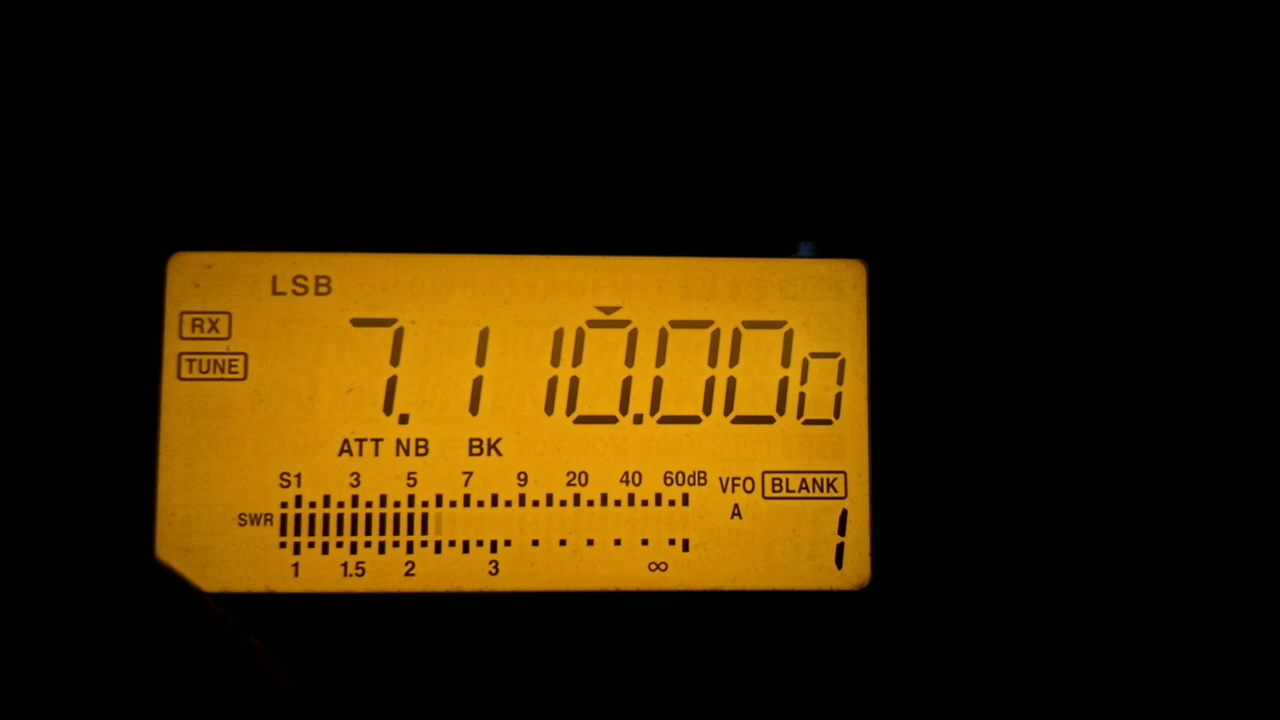 LSB
RX
7.110.000
TUNE
ATT NB BK
S1 3 5 7 9 20 40 60dB
VFO BLANK
SWR
A
1
1 1.5 2 3 ∞